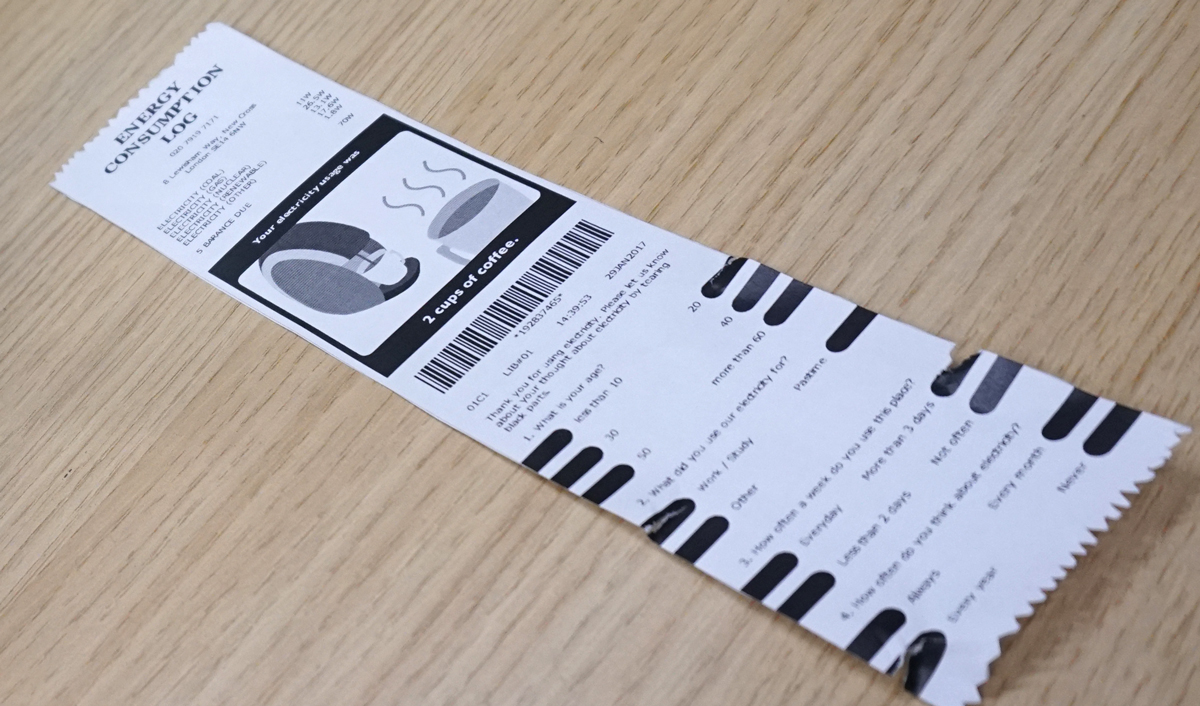 ENERGY
CONSUMPTION
LOG
020 7919 7171
8 Lewisham Way, New Cross
London SE14 6NW
ELECTRICITY (COAL) 11W
ELECTRICITY (GAS) 26.5W
ELECTRICITY (NUCLEAR) 13.1W
ELECTRICITY (RENEWABLE) 17.6W
ELECTRICITY (OTHER) 1.8W
5 BARANCE DUE 70W
Your electricity usage was
2 cups of coffee.
*192837465*
01C1 LIB#01 14:39:53 29JAN2017
Thank you for using electricity. Please let us know
about your thought about electricity by tearing
black parts.
1. What is your age?
less than 10 20
30 40
50 more than 60
2. What did you use our electricity for?
Work / Study Pastime
Other
3. How often a week do you use this place?
Everyday More than 3 days
Less than 2 days Not often
4. How often do you think about electricity?
Always Every month
Every year Never